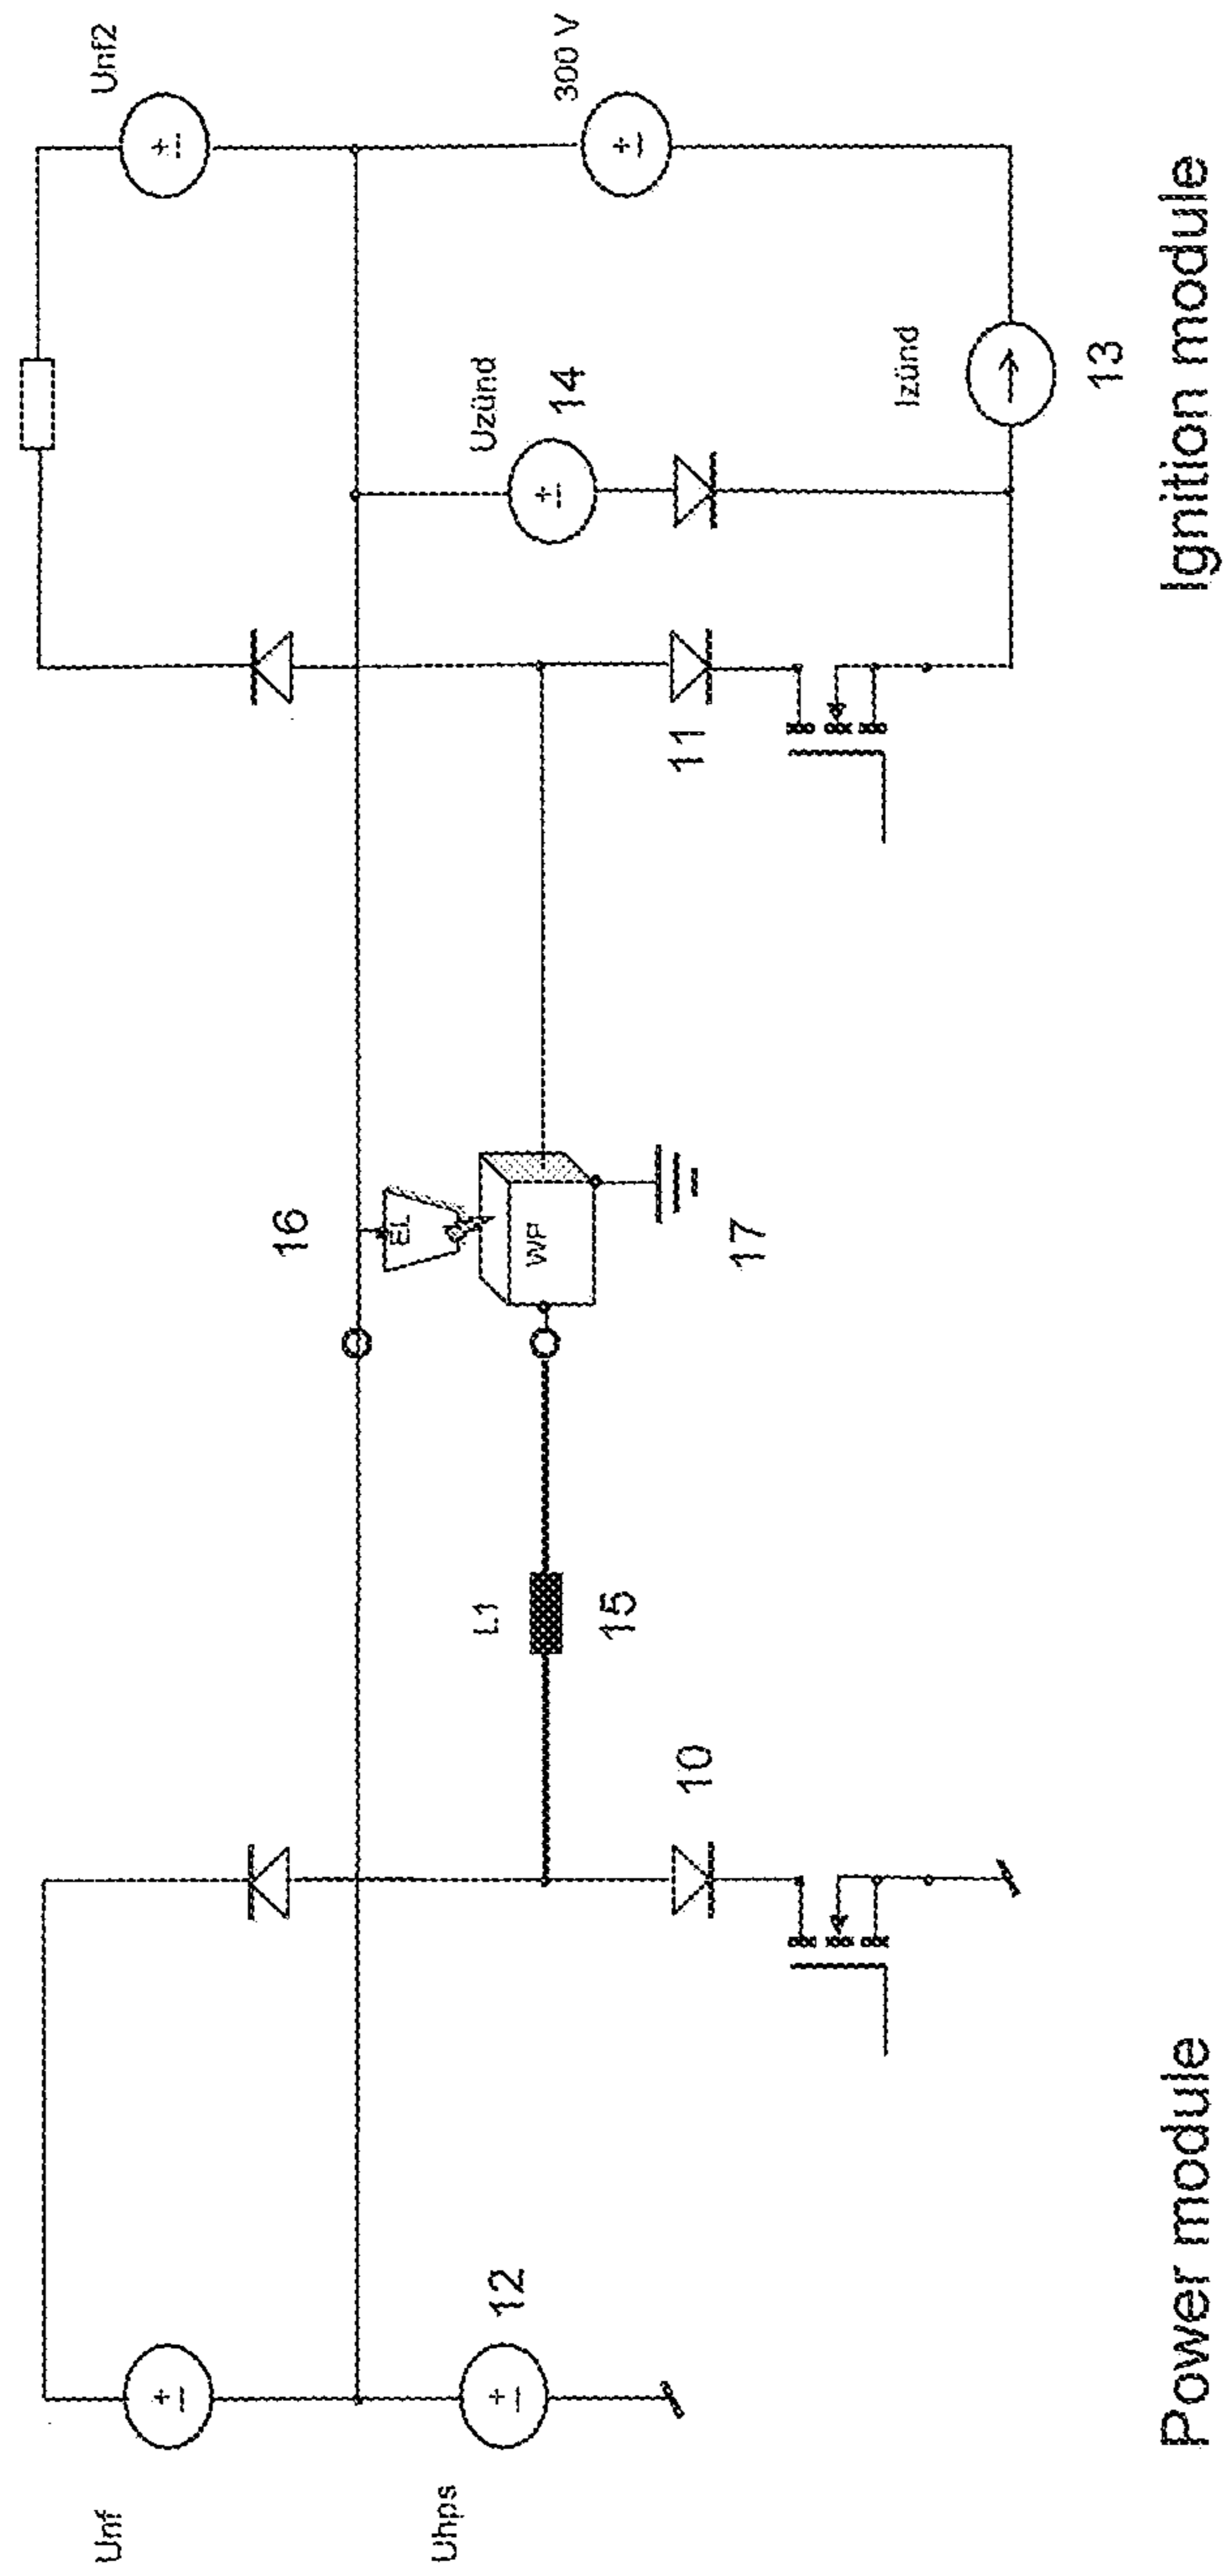 Unf
Uhps
12
10
L1
15
16
EL
WP
17
11
Uzünd
14
Izünd
13
Unf2
300 V
Power module
Ignition module